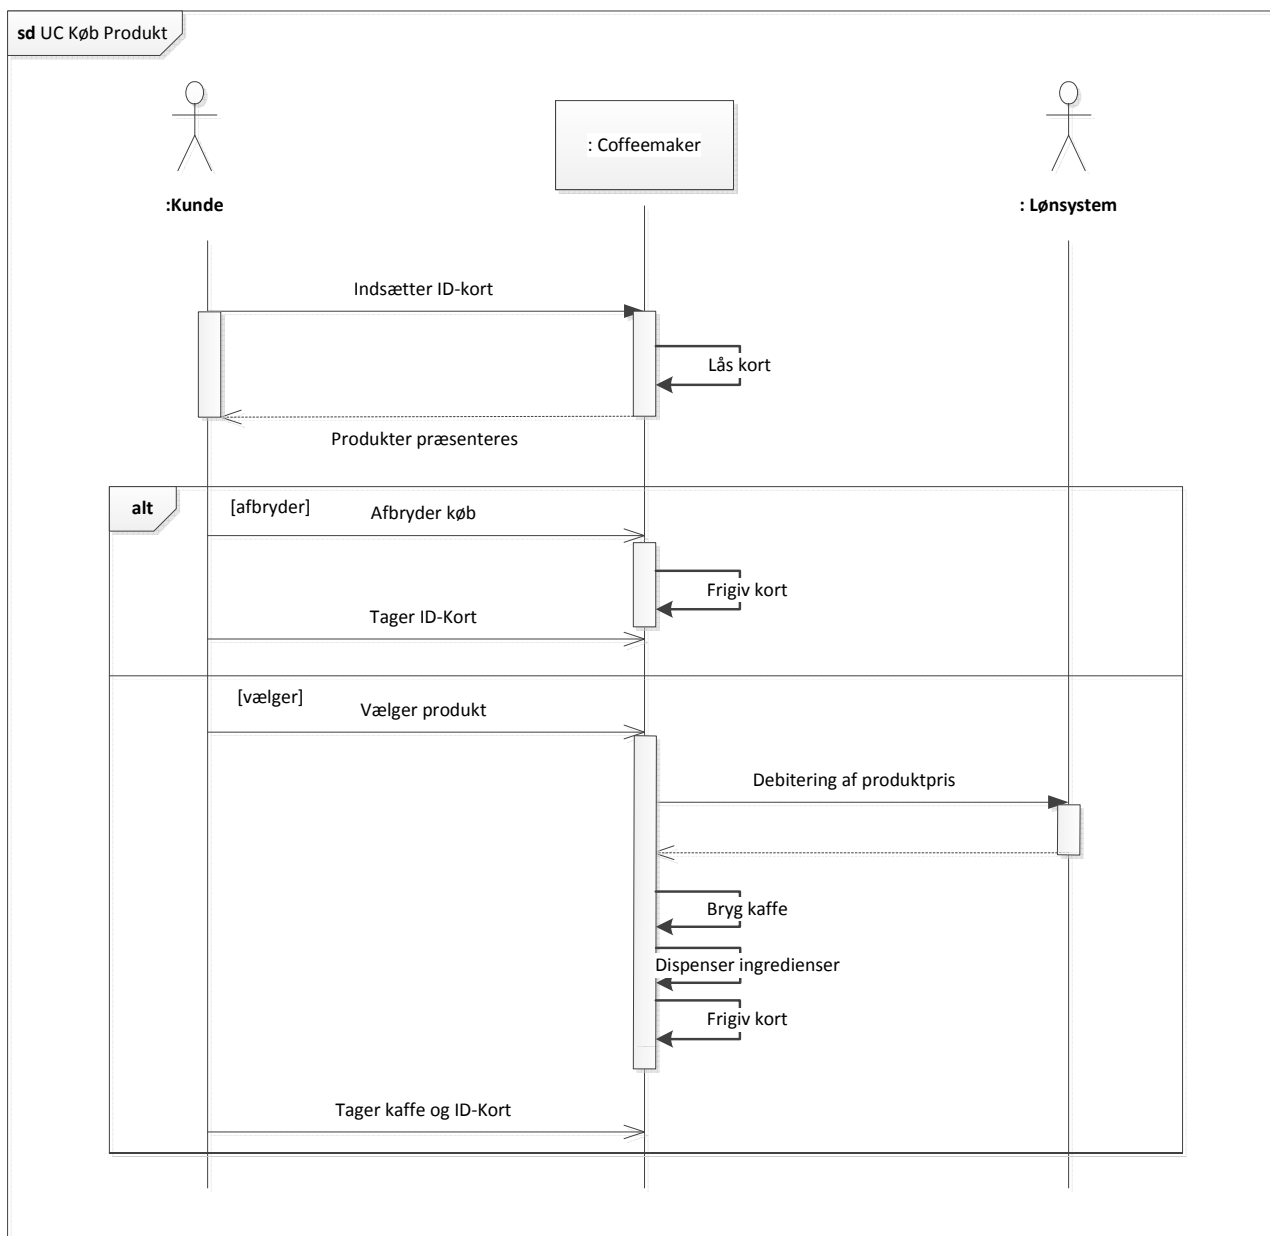 sd UC Køb Produkt
: Coffeemaker
:Kunde
: Lønsystem
Indsætter ID-kort
Lås kort
Produkter præsenteres
alt
[afbryder]
Afbryder køb
Frigiv kort
Tager ID-Kort
[vælger]
Vælger produkt
Debitering af produktpris
Bryg kaffe
Dispenser ingredienser
Frigiv kort
Tager kaffe og ID-Kort